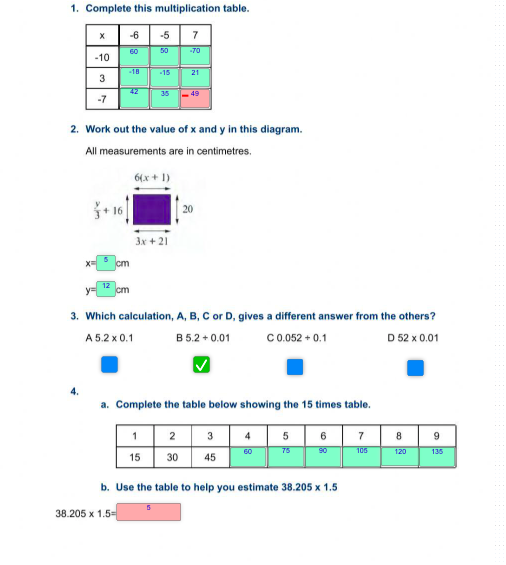 1. Complete this multiplication table.
x -6 -5 7
-10 60 50 -70
3 -18 -15 21
-7 42 35 -49
2. Work out the value of x and y in this diagram.
All measurements are in centimetres.
6(x + 1)
y/3 + 16 20
3x + 21
x= 5 cm
y= 12 cm
3. Which calculation, A, B, C or D, gives a different answer from the others?
A 5.2 x 0.1 B 5.2 ÷ 0.01 C 0.052 ÷ 0.1 D 52 x 0.01
4.
a. Complete the table below showing the 15 times table.
1 2 3 4 5 6 7 8 9
15 30 45 60 75 90 105 120 135
b. Use the table to help you estimate 38.205 x 1.5
38.205 x 1.5= 5